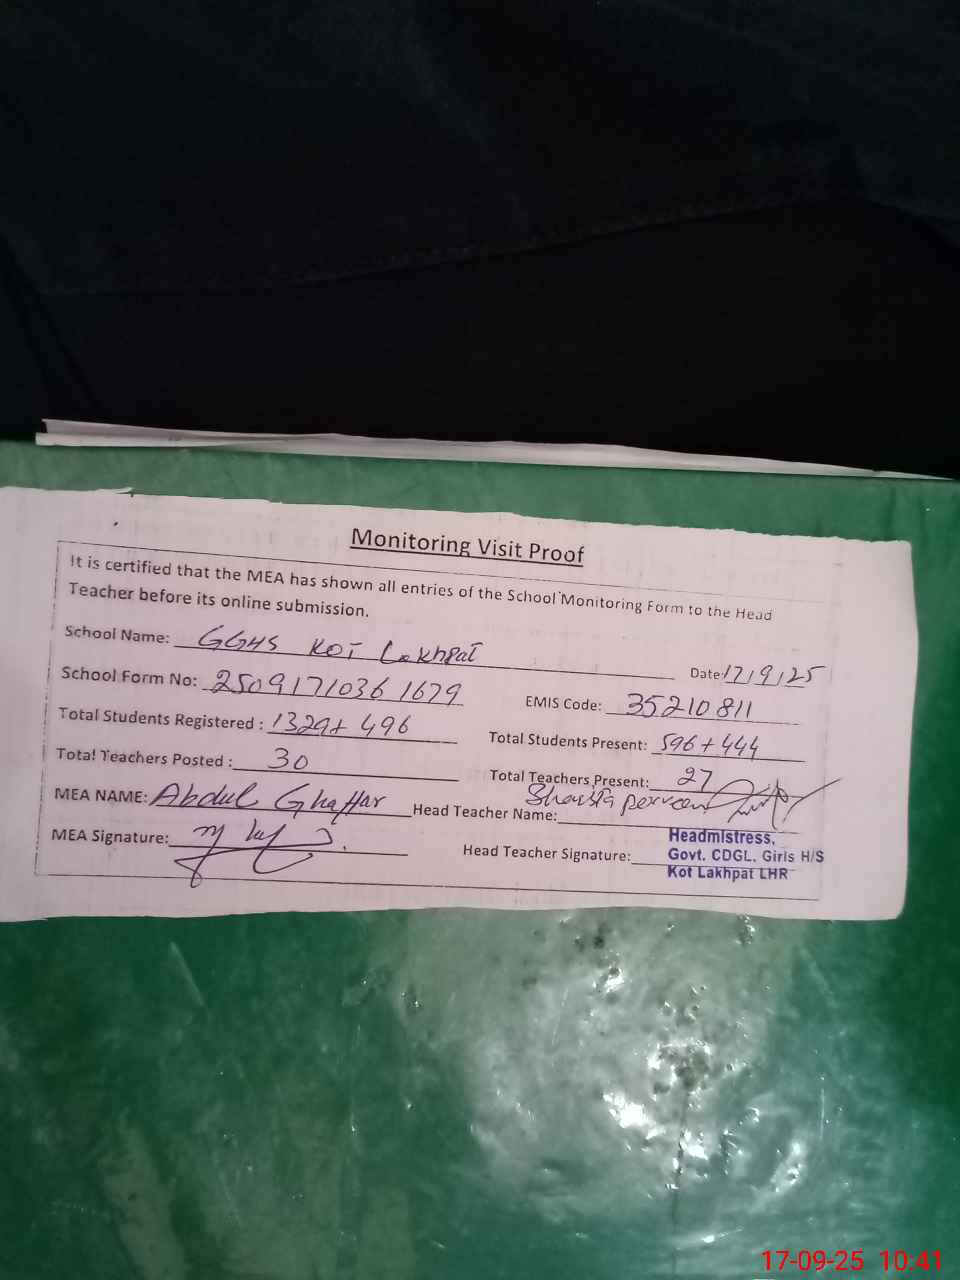 Monitoring Visit Proof
It is certified that the MEA has shown all entries of the School Monitoring Form to the Head
Teacher before its online submission.
School Name: GGHS KOT Lakhpat Date: 17/9/25
School Form No: 2509171036 1679 EMIS Code: 35210811
Total Students Registered : 1329+ 496 Total Students Present: 596+444
Total Teachers Posted : 30 Total Teachers Present: 27
MEA NAME: Abdul Ghaffar Head Teacher Name: Shaista perveen
MEA Signature: Head Teacher Signature:
Headmistress,
Govt. CDGL. Girls H/S
Kot Lakhpat LHR
17-09-25 10:41